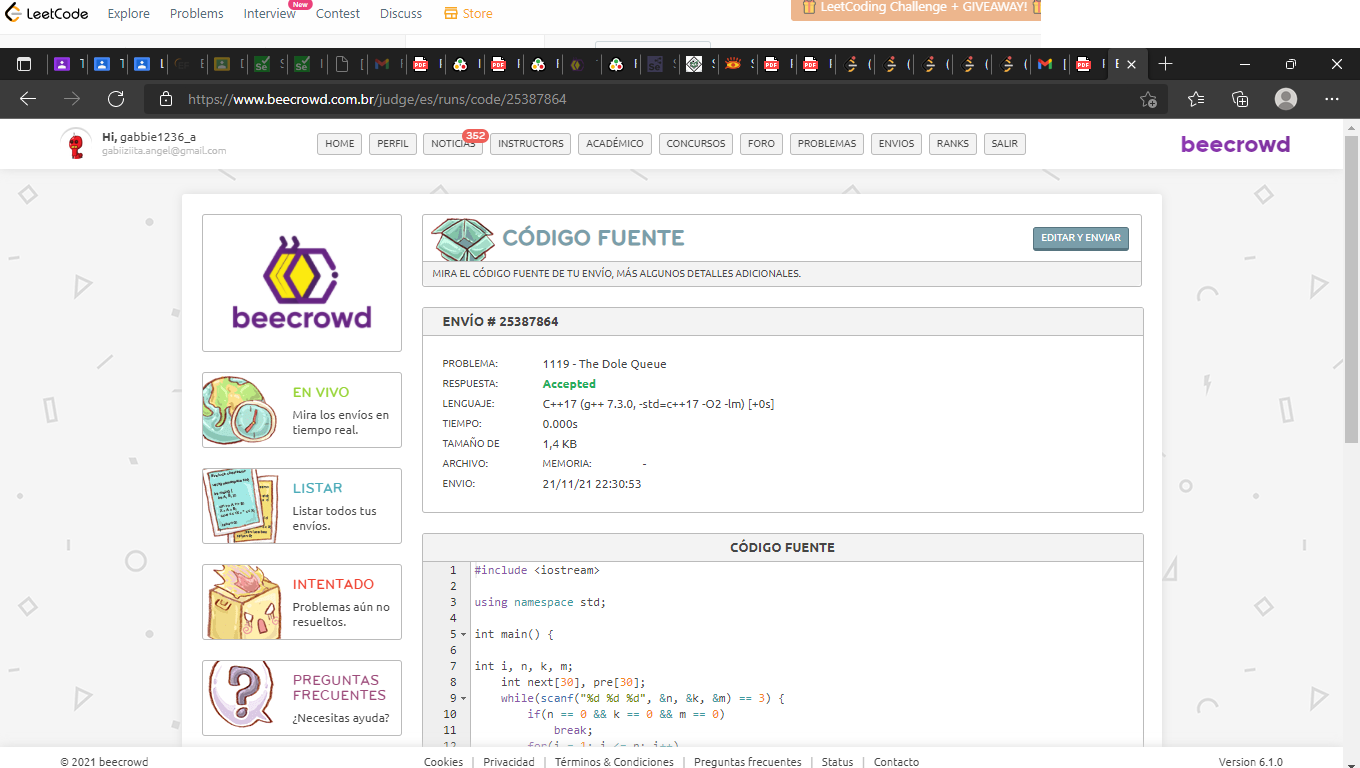 LeetCode Explore Problems Interview New Contest Discuss Store LeetCoding Challenge + GIVEAWAY!
https://www.beecrowd.com.br/judge/es/runs/code/25387864
Hi, gabbie1236_a
gabiiziita.angel@gmail.com
HOME PERFIL NOTICIAS 352 INSTRUCTORS ACADÉMICO CONCURSOS FORO PROBLEMAS ENVIOS RANKS SALIR
beecrowd
beecrowd
CÓDIGO FUENTE
EDITAR Y ENVIAR
MIRA EL CÓDIGO FUENTE DE TU ENVÍO, MÁS ALGUNOS DETALLES ADICIONALES.
EN VIVO
Mira los envíos en
tiempo real.
LISTAR
Listar todos tus
envíos.
INTENTADO
Problemas aún no
resueltos.
PREGUNTAS
FRECUENTES
¿Necesitas ayuda?
ENVÍO # 25387864
PROBLEMA: 1119 - The Dole Queue
RESPUESTA: Accepted
LENGUAJE: C++17 (g++ 7.3.0, -std=c++17 -O2 -lm) [+0s]
TIEMPO: 0.000s
TAMAÑO DE 1,4 KB
ARCHIVO: MEMORIA: -
ENVIO: 21/11/21 22:30:53
CÓDIGO FUENTE
1 #include <iostream>
2
3 using namespace std;
4
5 int main() {
6
7 int i, n, k, m;
8 int next[30], pre[30];
9 while(scanf("%d %d %d", &n, &k, &m) == 3) {
10 if(n == 0 && k == 0 && m == 0)
11 break;
12 for(i = 1; i <= n; i++)
© 2021 beecrowd
Cookies | Privacidad | Términos & Condiciones | Preguntas frecuentes | Status | Contacto
Version 6.1.0